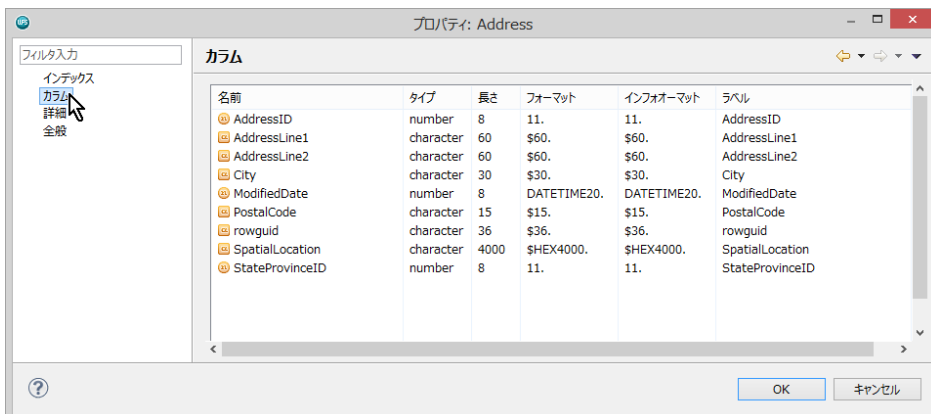 WPS
プロパティ: Address
フィルタ入力
インデックス
カラム
詳細
全般
カラム
名前 タイプ 長さ フォーマット インフォオーマット ラベル
AddressID number 8 11. 11. AddressID
AddressLine1 character 60 $60. $60. AddressLine1
AddressLine2 character 60 $60. $60. AddressLine2
City character 30 $30. $30. City
ModifiedDate number 8 DATETIME20. DATETIME20. ModifiedDate
PostalCode character 15 $15. $15. PostalCode
rowguid character 36 $36. $36. rowguid
SpatialLocation character 4000 $HEX4000. $HEX4000. SpatialLocation
StateProvinceID number 8 11. 11. StateProvinceID
OK キャンセル